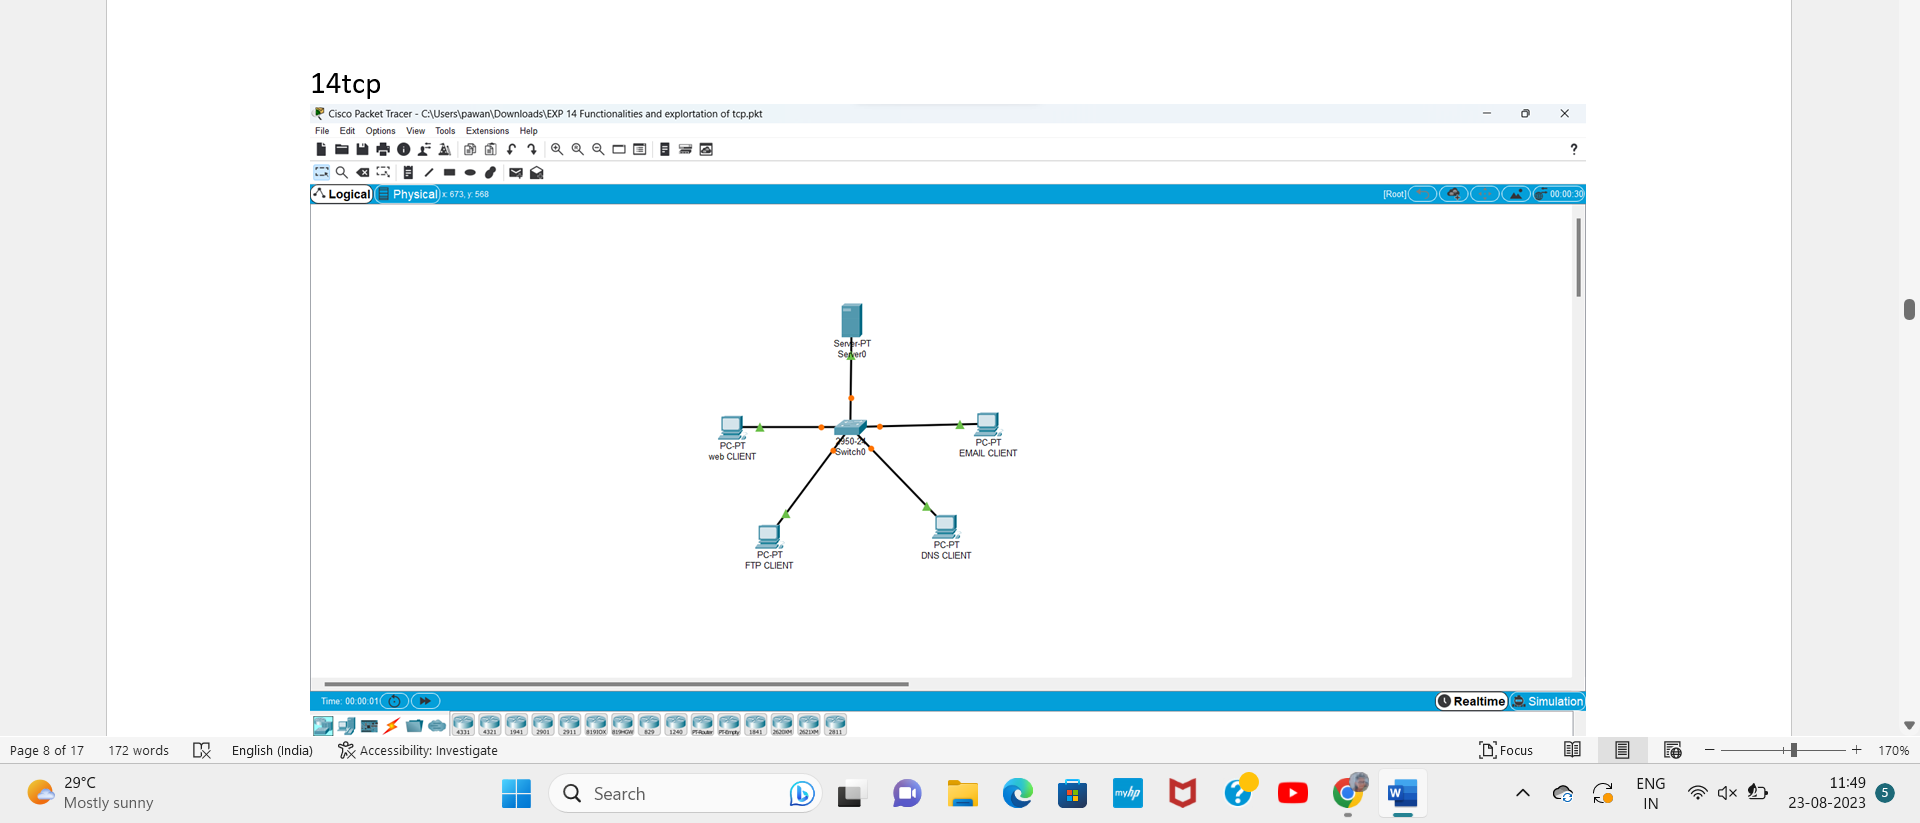 14tcp
Cisco Packet Tracer - C:\Users\pawan\Downloads\EXP 14 Functionalities and explortation of tcp.pkt
File Edit Options View Tools Extensions Help
?
Logical Physical x: 673, y: 568 [Root] 00:00:30
Server-PT
Server0
PC-PT
web CLIENT
2950-24
Switch0
PC-PT
EMAIL CLIENT
PC-PT
FTP CLIENT
PC-PT
DNS CLIENT
Time: 00:00:01 Realtime Simulation
4331 4321 1941 2901 2911 819IOX 819HGW 829 1240 PT-Router PT-Empty 1841 2620XM 2621XM 2811
Page 8 of 17 172 words English (India) Accessibility: Investigate Focus 170%
29°C
Mostly sunny
Search
myhp
ENG
IN
11:49
23-08-2023
5